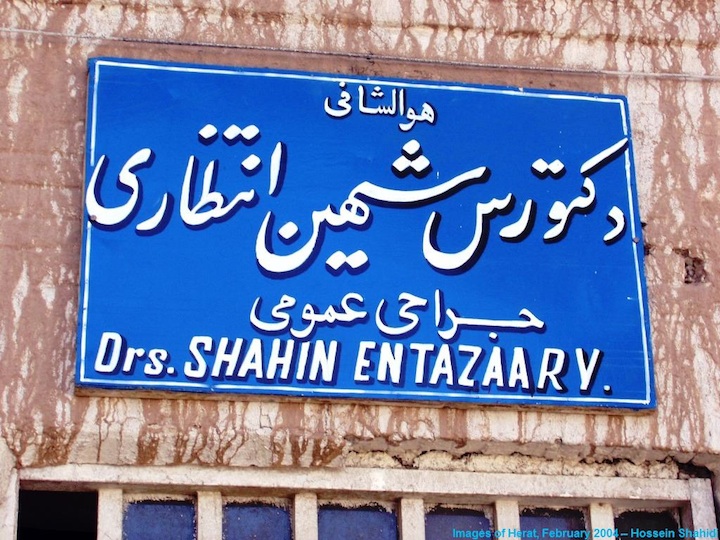 هوالشافی
دکتورس شهین انتظاری
جراحی عمومی
Drs. SHAHIN ENTAZAARY.
Images of Herat, February 2004 – Hossein Shahidi